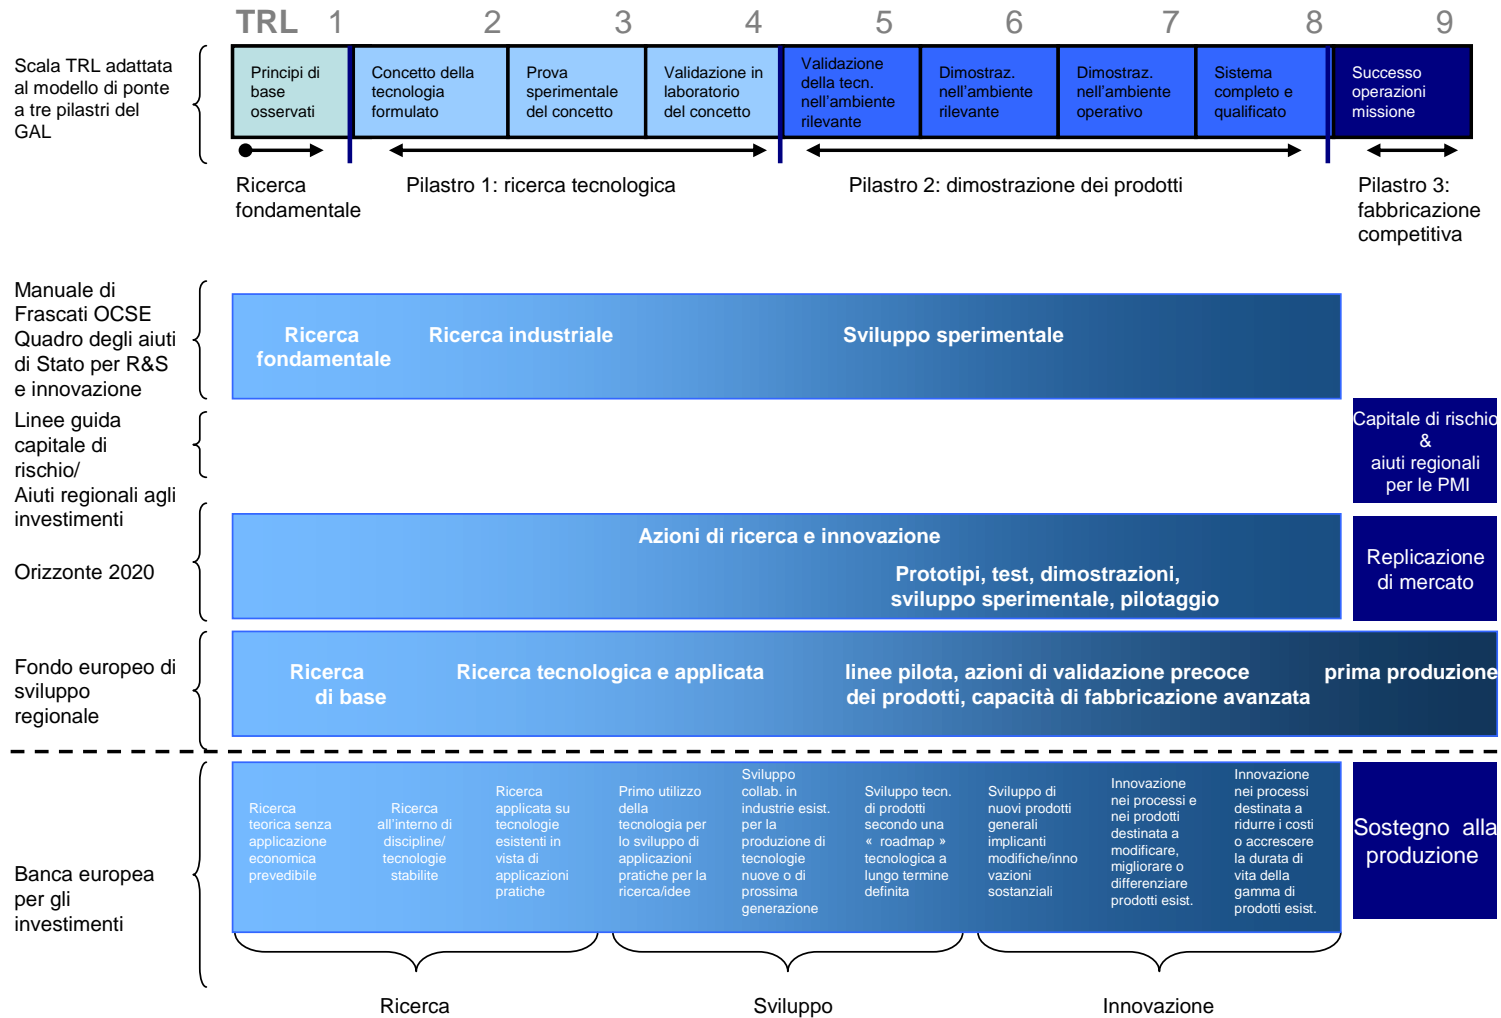 TRL 1 2 3 4 5 6 7 8 9
Scala TRL adattata
al modello di ponte
a tre pilastri del
GAL
Principi di
base
osservati
Concetto della
tecnologia
formulato
Prova
sperimentale
del concetto
Validazione in
laboratorio
del concetto
Validazione
della tecn.
nell'ambiente
rilevante
Dimostraz.
nell'ambiente
rilevante
Dimostraz.
nell'ambiente
operativo
Sistema
completo e
qualificato
Successo
operazioni
missione
Ricerca
fondamentale
Pilastro 1: ricerca tecnologica
Pilastro 2: dimostrazione dei prodotti
Pilastro 3:
fabbricazione
competitiva
Manuale di
Frascati OCSE
Quadro degli aiuti
di Stato per R&S
e innovazione
Ricerca
fondamentale
Ricerca industriale
Sviluppo sperimentale
Linee guida
capitale di
rischio/
Aiuti regionali agli
investimenti
Capitale di rischio
&
aiuti regionali
per le PMI
Orizzonte 2020
Azioni di ricerca e innovazione
Prototipi, test, dimostrazioni,
sviluppo sperimentale, pilotaggio
Replicazione
di mercato
Fondo europeo di
sviluppo
regionale
Ricerca
di base
Ricerca tecnologica e applicata
linee pilota, azioni di validazione precoce
dei prodotti, capacità di fabbricazione avanzata
prima produzione
Banca europea
per gli
investimenti
Ricerca
teorica senza
applicazione
economica
prevedibile
Ricerca
all'interno di
discipline/
tecnologie
stabilite
Ricerca
applicata su
tecnologie
esistenti in
vista di
applicazioni
pratiche
Primo utilizzo
della
tecnologia per
lo sviluppo di
applicazioni
pratiche per la
ricerca/idee
Sviluppo
collab. in
industrie esist.
per la
produzione di
tecnologie
nuove o di
prossima
generazione
Sviluppo tecn.
di prodotti
secondo una
« roadmap »
tecnologica a
lungo termine
definita
Sviluppo di
nuovi prodotti
generali
implicanti
modifiche/inno
vazioni
sostanziali
Innovazione
nei processi e
nei prodotti
destinata a
modificare,
migliorare o
differenziare
prodotti esist.
Innovazione
nei processi
destinata a
ridurre i costi
o accrescere
la durata di
vita della
gamma di
prodotti esist.
Sostegno alla
produzione
Ricerca
Sviluppo
Innovazione